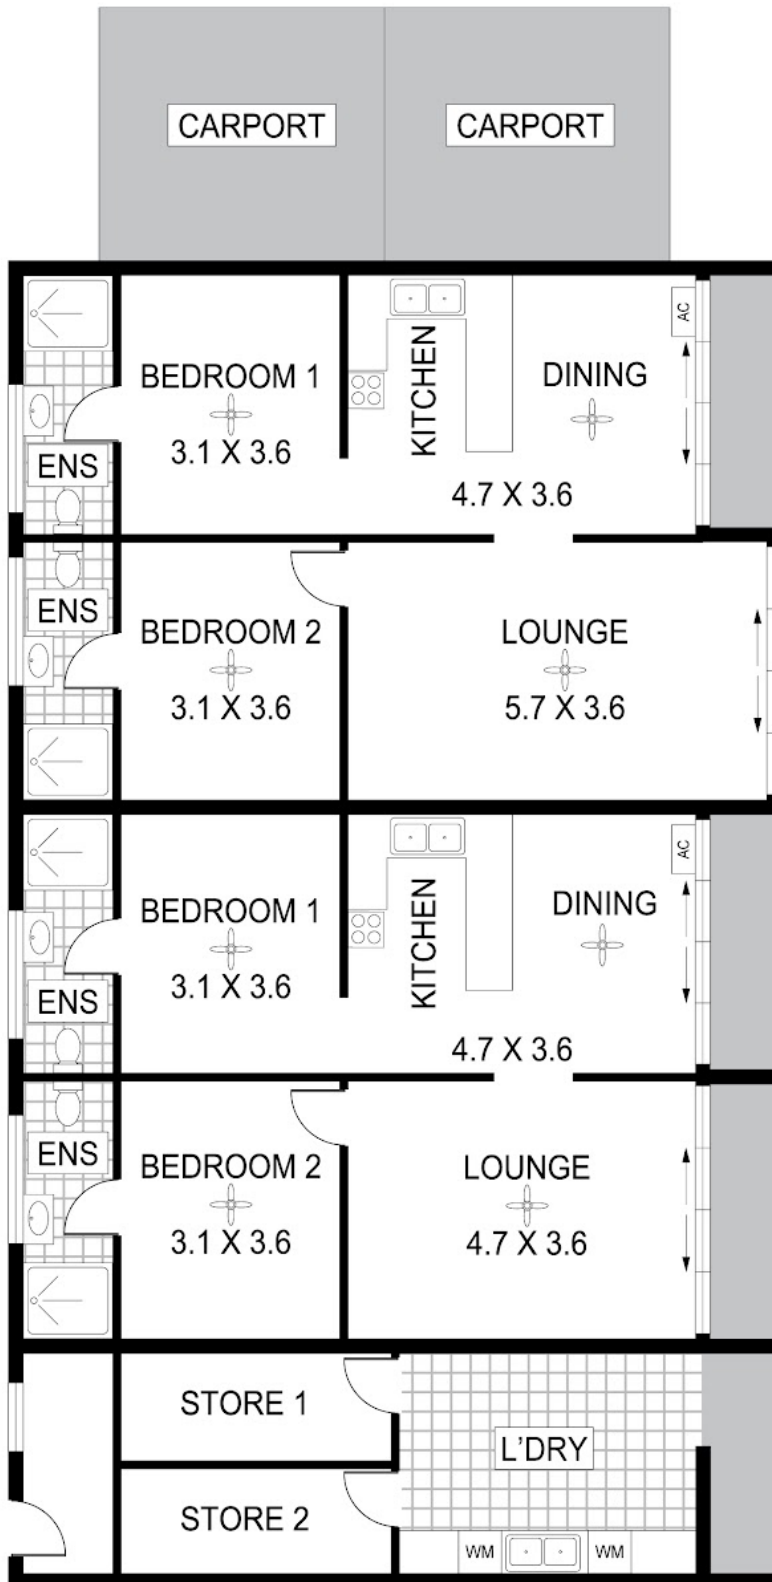 CARPORT
CARPORT
BEDROOM 1
3.1 X 3.6
ENS
KITCHEN
DINING
AC
4.7 X 3.6
ENS
BEDROOM 2
3.1 X 3.6
LOUNGE
5.7 X 3.6
BEDROOM 1
3.1 X 3.6
ENS
KITCHEN
DINING
AC
4.7 X 3.6
ENS
BEDROOM 2
3.1 X 3.6
LOUNGE
4.7 X 3.6
STORE 1
L'DRY
STORE 2
WM
WM